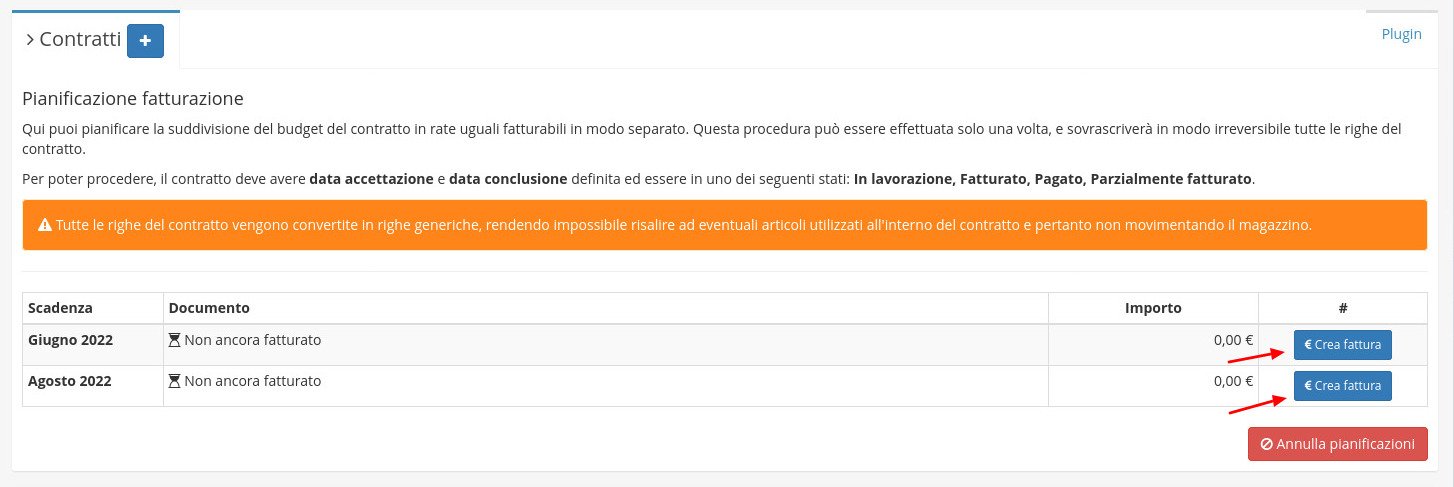 Contratti
Plugin
Pianificazione fatturazione
Qui puoi pianificare la suddivisione del budget del contratto in rate uguali fatturabili in modo separato. Questa procedura può essere effettuata solo una volta, e sovrascriverà in modo irreversibile tutte le righe del
contratto.
Per poter procedere, il contratto deve avere data accettazione e data conclusione definita ed essere in uno dei seguenti stati: In lavorazione, Fatturato, Pagato, Parzialmente fatturato.
Tutte le righe del contratto vengono convertite in righe generiche, rendendo impossibile risalire ad eventuali articoli utilizzati all'interno del contratto e pertanto non movimentando il magazzino.
Scadenza Documento Importo #
Giugno 2022 Non ancora fatturato 0,00 € € Crea fattura
Agosto 2022 Non ancora fatturato 0,00 € € Crea fattura
Annulla pianificazioni